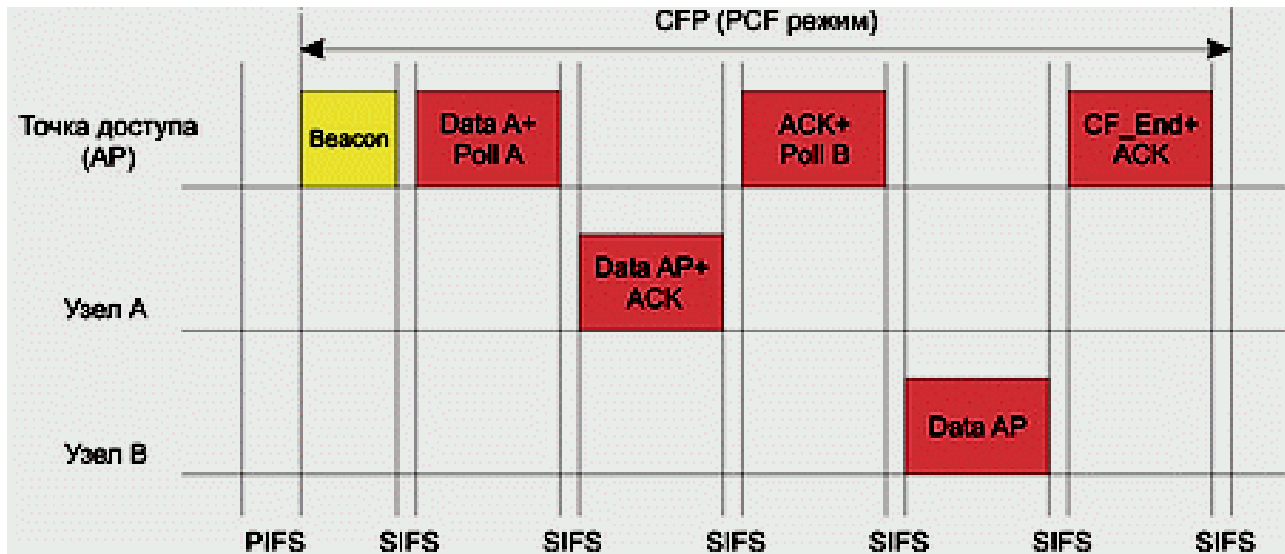 CFP (PCF режим)
Точка доступа
(AP)
Beacon
Data A+
Poll A
ACK+
Poll B
CF_End+
ACK
Узел A
Data AP+
ACK
Узел B
Data AP
PIFS SIFS SIFS SIFS SIFS SIFS SIFS